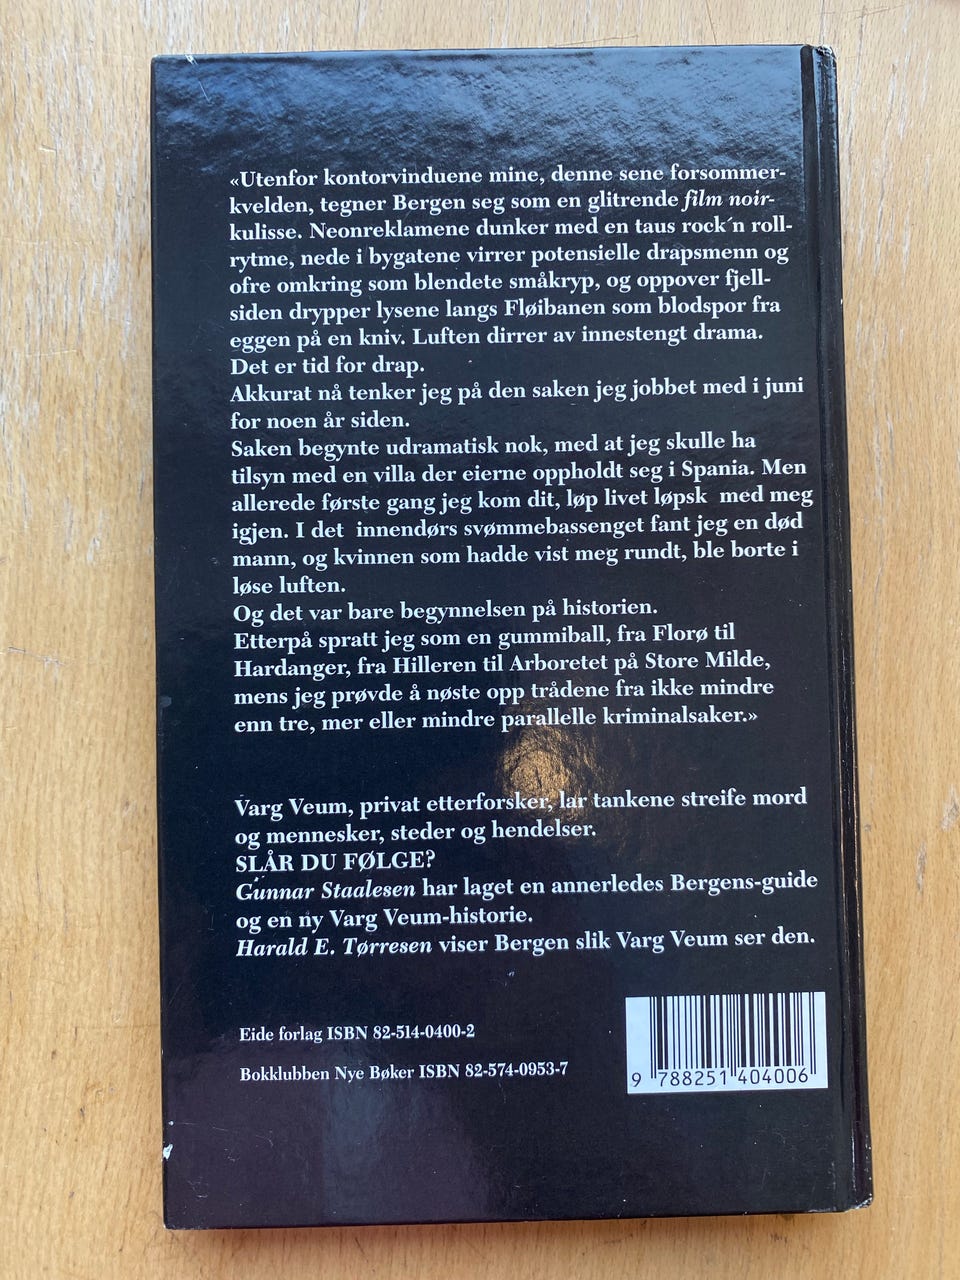 «Utenfor kontorvinduene mine, denne sene forsommer-
kvelden, tegner Bergen seg som en glitrende film noir-
kulisse. Neonreklamene dunker med en taus rock´n roll-
rytme, nede i bygatene virrer potensielle drapsmenn og
ofre omkring som blendete småkryp, og oppover fjell-
siden drypper lysene langs Fløibanen som blodspor fra
eggen på en kniv. Luften dirrer av innestengt drama.
Det er tid for drap.
Akkurat nå tenker jeg på den saken jeg jobbet med i juni
for noen år siden.
Saken begynte udramatisk nok, med at jeg skulle ha
tilsyn med en villa der eierne oppholdt seg i Spania. Men
allerede første gang jeg kom dit, løp livet løpsk med meg
igjen. I det innendørs svømmebassenget fant jeg en død
mann, og kvinnen som hadde vist meg rundt, ble borte i
løse luften.
Og det var bare begynnelsen på historien.
Etterpå spratt jeg som en gummiball, fra Florø til
Hardanger, fra Hilleren til Arboretet på Store Milde,
mens jeg prøvde å nøste opp trådene fra ikke mindre
enn tre, mer eller mindre parallelle kriminalsaker.»
Varg Veum, privat etterforsker, lar tankene streife mord
og mennesker, steder og hendelser.
SLÅR DU FØLGE?
Gunnar Staalesen har laget en annerledes Bergens-guide
og en ny Varg Veum-historie.
Harald E. Tørresen viser Bergen slik Varg Veum ser den.
Eide forlag ISBN 82-514-0400-2
Bokklubben Nye Bøker ISBN 82-574-0953-7
9 788251 404006